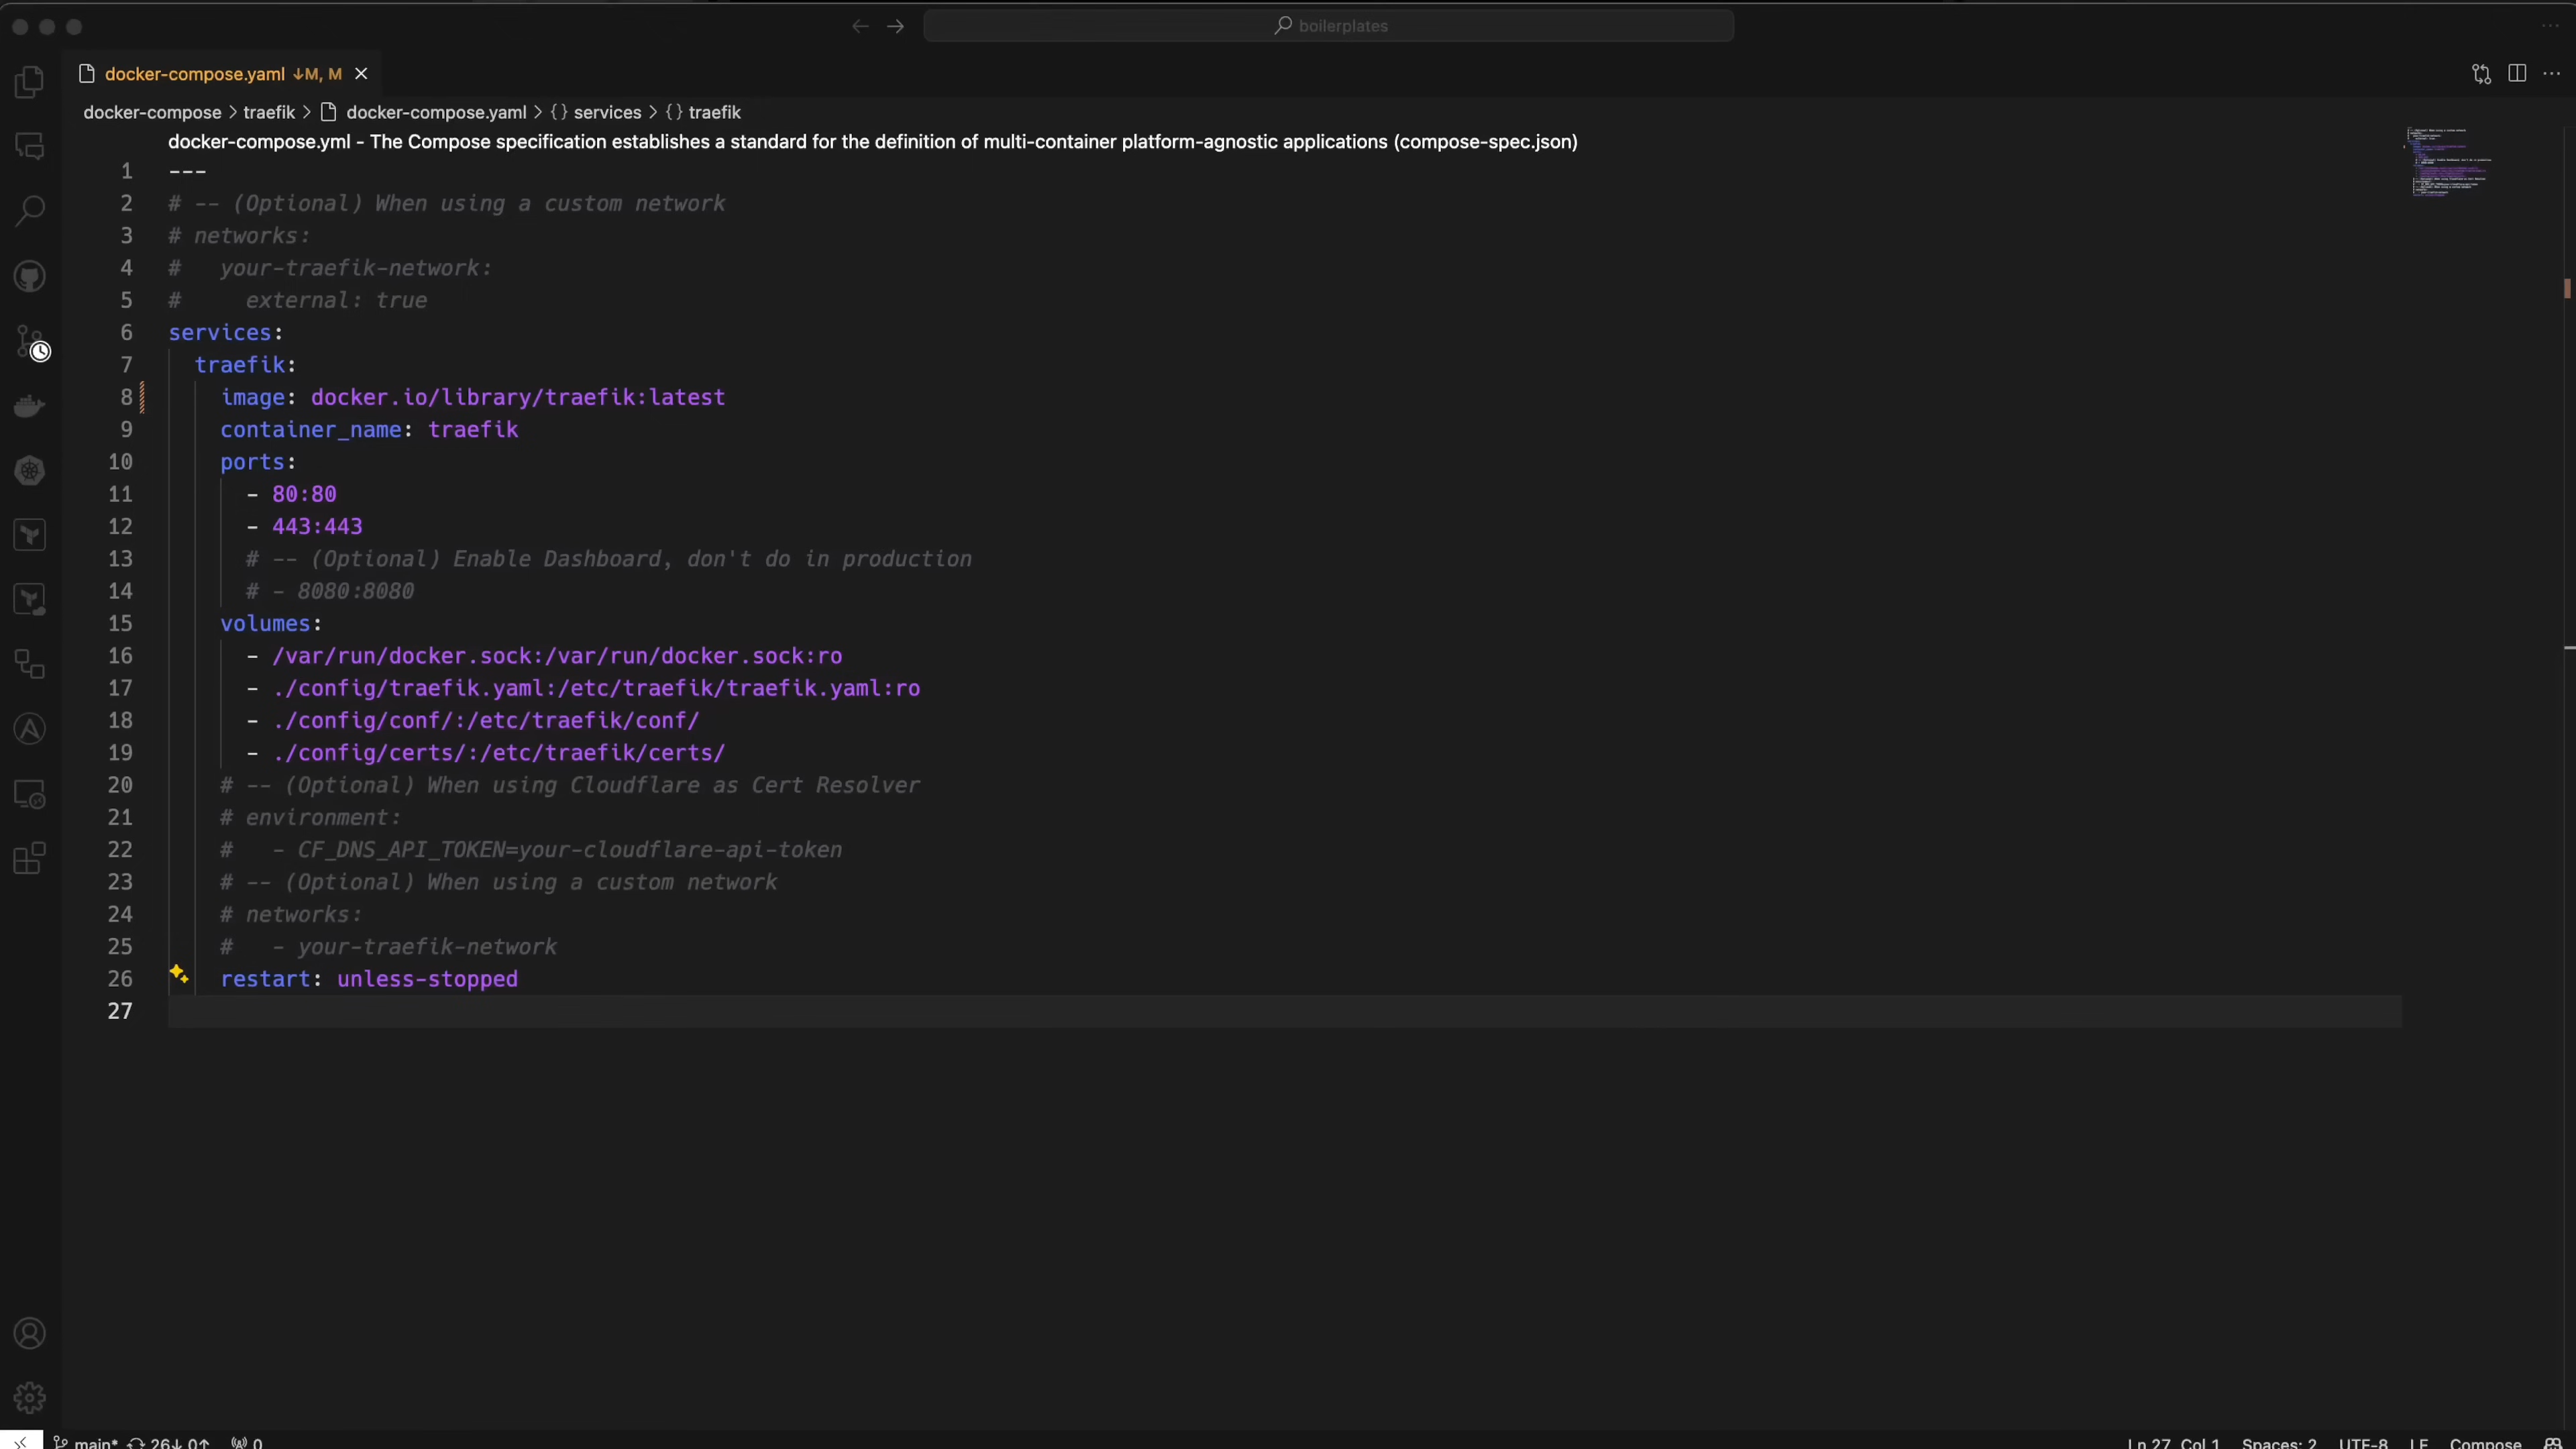 boilerplates
docker-compose.yaml ↓M, M
docker-compose > traefik > docker-compose.yaml > {} services > {} traefik
docker-compose.yml - The Compose specification establishes a standard for the definition of multi-container platform-agnostic applications (compose-spec.json)
1 ---
2 # -- (Optional) When using a custom network
3 # networks:
4 #   your-traefik-network:
5 #     external: true
6 services:
7   traefik:
8     image: docker.io/library/traefik:latest
9     container_name: traefik
10     ports:
11       - 80:80
12       - 443:443
13       # -- (Optional) Enable Dashboard, don't do in production
14       # - 8080:8080
15     volumes:
16       - /var/run/docker.sock:/var/run/docker.sock:ro
17       - ./config/traefik.yaml:/etc/traefik/traefik.yaml:ro
18       - ./config/conf/:/etc/traefik/conf/
19       - ./config/certs/:/etc/traefik/certs/
20     # -- (Optional) When using Cloudflare as Cert Resolver
21     # environment:
22     #   - CF_DNS_API_TOKEN=your-cloudflare-api-token
23     # -- (Optional) When using a custom network
24     # networks:
25     #   - your-traefik-network
26     restart: unless-stopped
27
main* 26↓ 0↑ 0 Ln 27, Col 1 Spaces: 2 UTF-8 LF Compose